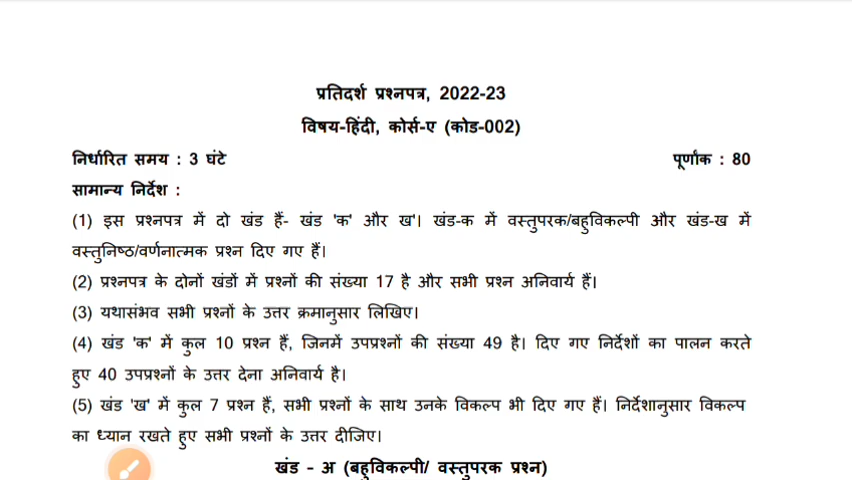 प्रतिदर्श प्रश्नपत्र, 2022-23
विषय-हिंदी, कोर्स-ए (कोड-002)
निर्धारित समय : 3 घंटे पूर्णांक : 80
सामान्य निर्देश :
(1) इस प्रश्नपत्र में दो खंड हैं- खंड 'क' और ख'। खंड-क में वस्तुपरक/बहुविकल्पी और खंड-ख में
वस्तुनिष्ठ/वर्णनात्मक प्रश्न दिए गए हैं।
(2) प्रश्नपत्र के दोनों खंडों में प्रश्नों की संख्या 17 है और सभी प्रश्न अनिवार्य हैं।
(3) यथासंभव सभी प्रश्नों के उत्तर क्रमानुसार लिखिए।
(4) खंड 'क' में कुल 10 प्रश्न हैं, जिनमें उपप्रश्नों की संख्या 49 है। दिए गए निर्देशों का पालन करते
हुए 40 उपप्रश्नों के उत्तर देना अनिवार्य है।
(5) खंड 'ख' में कुल 7 प्रश्न हैं, सभी प्रश्नों के साथ उनके विकल्प भी दिए गए हैं। निर्देशानुसार विकल्प
का ध्यान रखते हुए सभी प्रश्नों के उत्तर दीजिए।
खंड - अ (बहुविकल्पी/ वस्तुपरक प्रश्न)